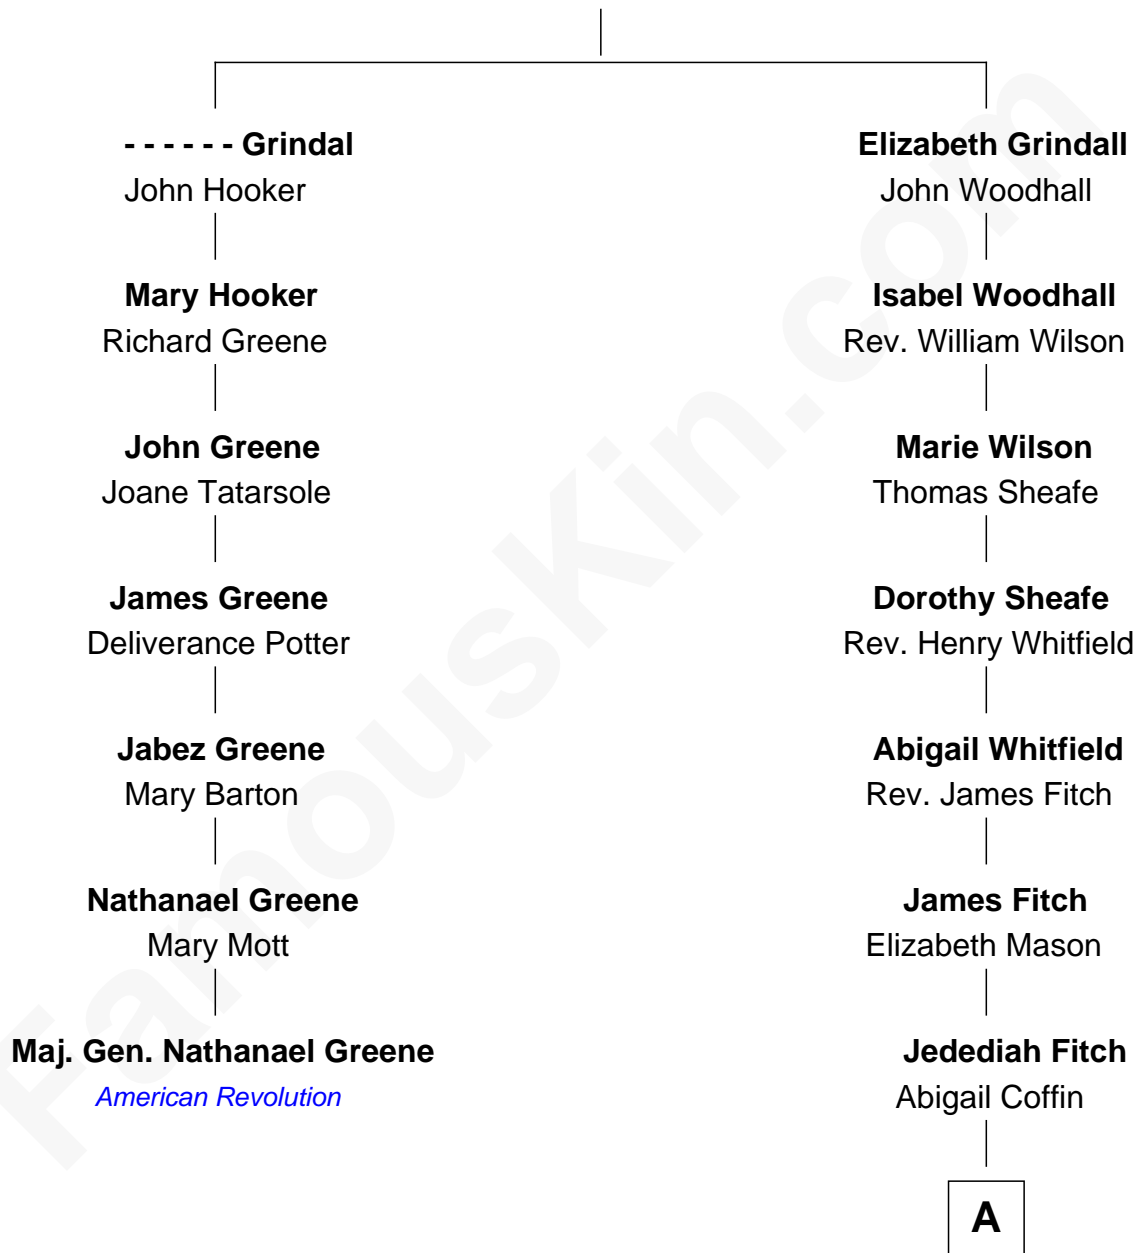 - - - - - - Grindal
John Hooker
Mary Hooker
Richard Greene
John Greene
Joane Tatarsole
James Greene
Deliverance Potter
Jabez Greene
Mary Barton
Nathanael Greene
Mary Mott
Maj. Gen. Nathanael Greene
American Revolution
Elizabeth Grindall
John Woodhall
Isabel Woodhall
Rev. William Wilson
Marie Wilson
Thomas Sheafe
Dorothy Sheafe
Rev. Henry Whitfield
Abigail Whitfield
Rev. James Fitch
James Fitch
Elizabeth Mason
Jedediah Fitch
Abigail Coffin
A
FamousKin.com